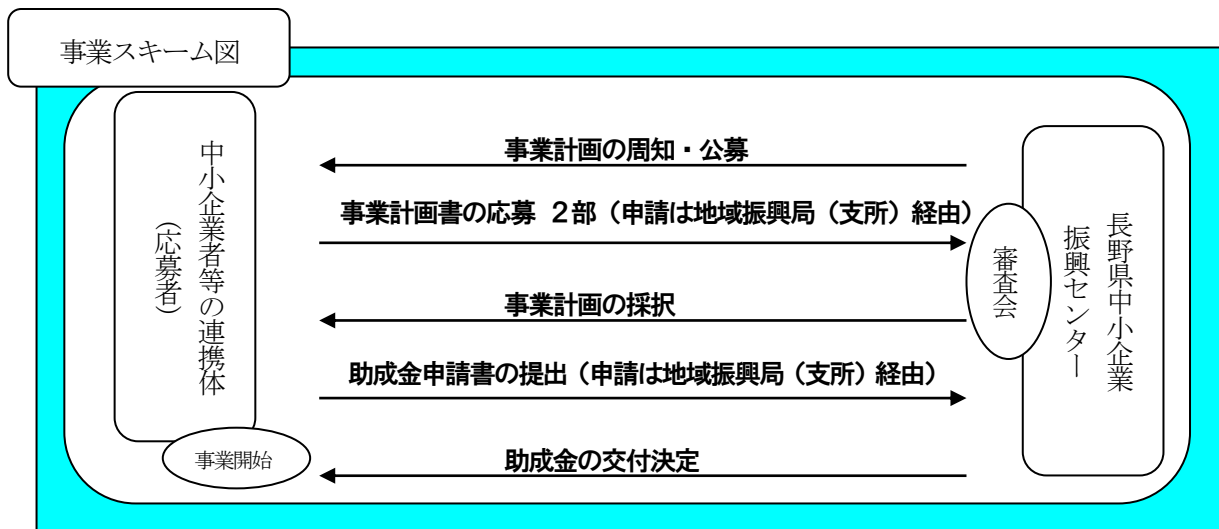 事業スキーム図
中小企業者等の連携体
（応募者）
事業計画の周知・公募
事業計画書の応募 ２部（申請は地域振興局（支所）経由）
事業計画の採択
助成金申請書の提出（申請は地域振興局（支所）経由）
助成金の交付決定
事業開始
審査会
長野県中小企業
振興センター